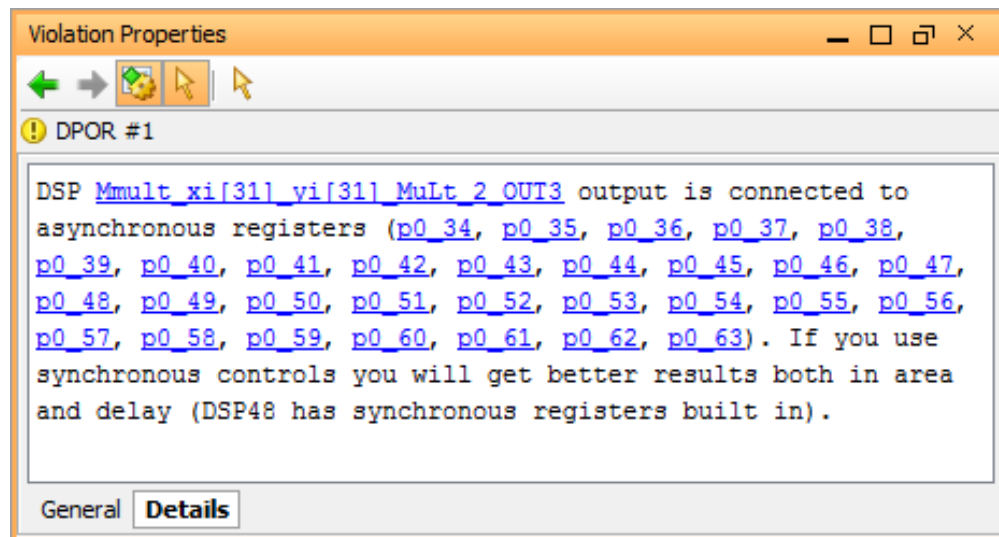 Violation Properties
DPOR #1
DSP Mmult_xi[31]_yi[31]_MuLt_2_OUT3 output is connected to
asynchronous registers (p0_34, p0_35, p0_36, p0_37, p0_38,
p0_39, p0_40, p0_41, p0_42, p0_43, p0_44, p0_45, p0_46, p0_47,
p0_48, p0_49, p0_50, p0_51, p0_52, p0_53, p0_54, p0_55, p0_56,
p0_57, p0_58, p0_59, p0_60, p0_61, p0_62, p0_63). If you use
synchronous controls you will get better results both in area
and delay (DSP48 has synchronous registers built in).
General Details